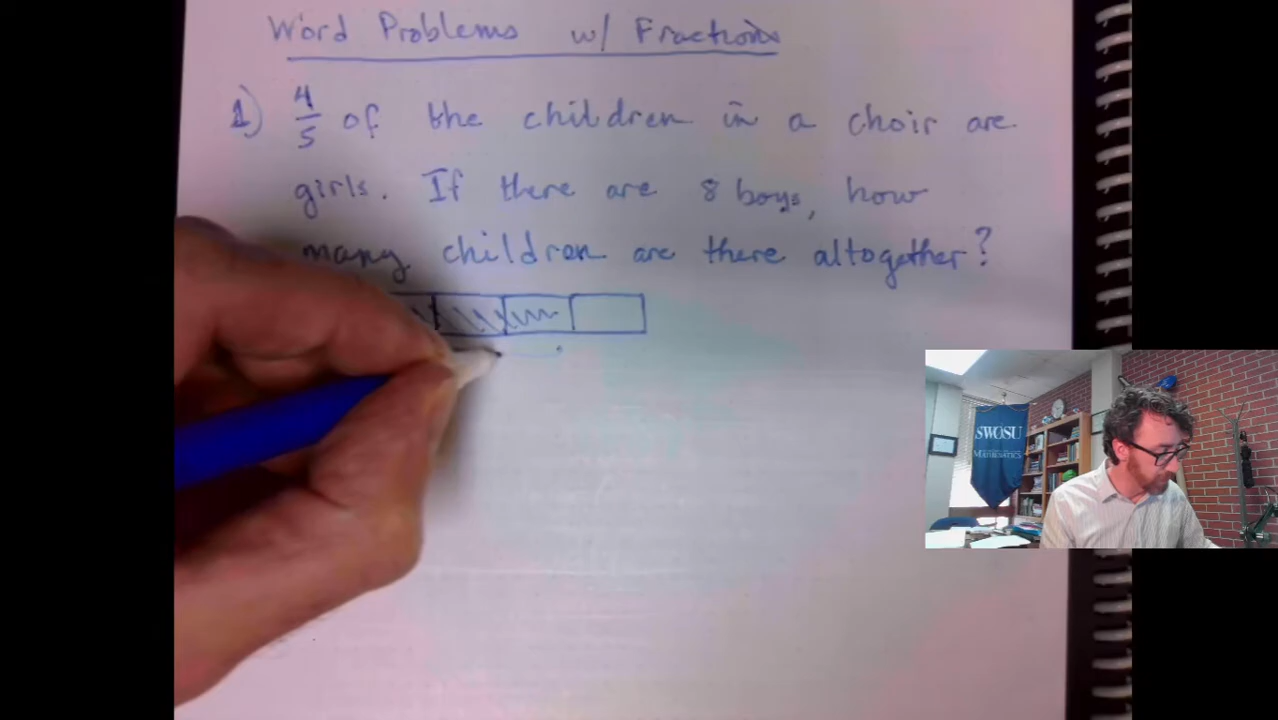 Word Problems w/ Fractions
1) 4/5 of the children in a choir are
girls. If there are 8 boys, how
many children are there altogether?
SWOSU
MATHEMATICS